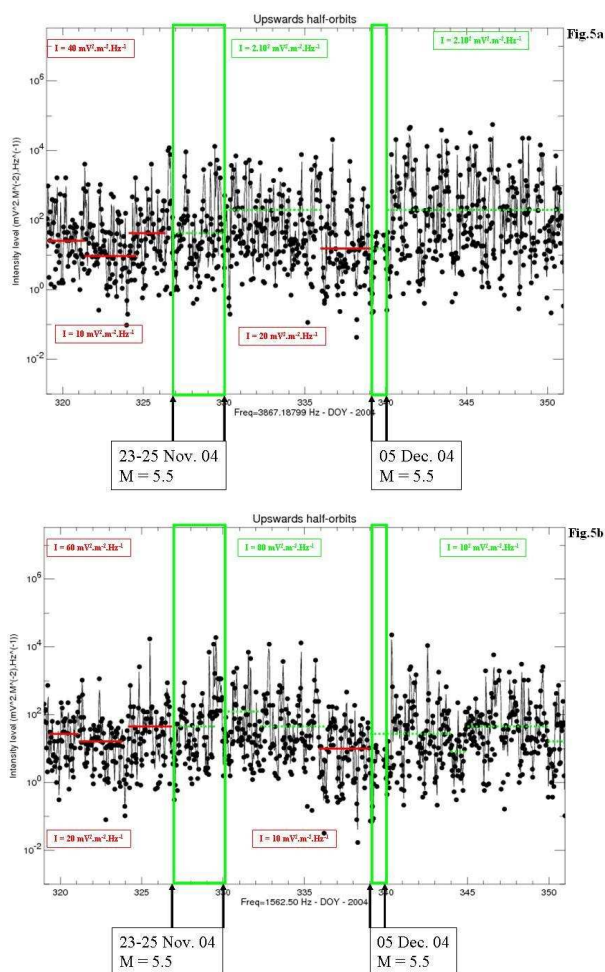 Upwards half-orbits
Fig.5a
I = 40 mV².m⁻².Hz⁻¹
I = 2.10² mV².m⁻².Hz⁻¹
I = 2.10² mV².m⁻².Hz⁻¹
10⁶
10⁴
10²
10⁰
10⁻²
Intensity level (mV^2.M^(-2).Hz^(-1))
I = 10 mV².m⁻².Hz⁻¹
I = 20 mV².m⁻².Hz⁻¹
320 325 330 335 340 345 350
Freq=3867.18799 Hz - DOY - 2004
23-25 Nov. 04
M = 5.5
05 Dec. 04
M = 5.5
Upwards half-orbits
Fig.5b
I = 60 mV².m⁻².Hz⁻¹
I = 80 mV².m⁻².Hz⁻¹
I = 10² mV².m⁻².Hz⁻¹
10⁶
10⁴
10²
10⁰
10⁻²
Intensity level (mV^2.M^(-2).Hz^(-1))
I = 20 mV².m⁻².Hz⁻¹
I = 10 mV².m⁻².Hz⁻¹
320 325 330 335 340 345 350
Freq=1562.50 Hz - DOY - 2004
23-25 Nov. 04
M = 5.5
05 Dec. 04
M = 5.5